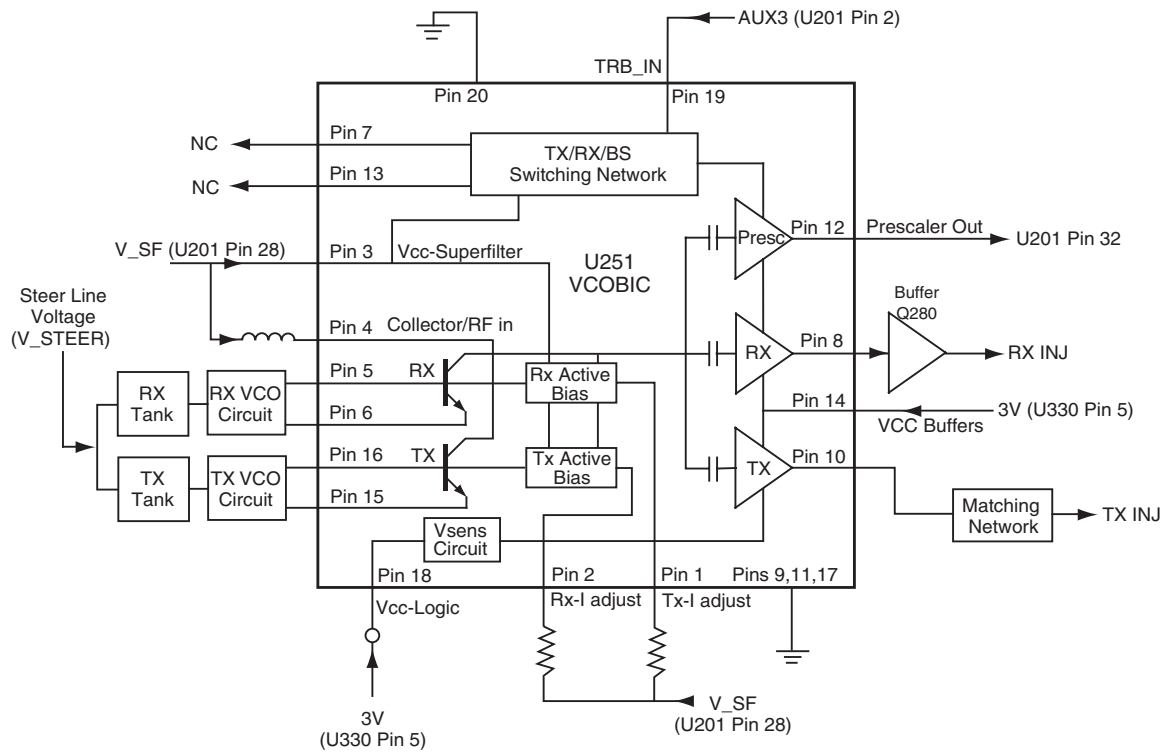 AUX3 (U201 Pin 2)
TRB_IN
Pin 20
Pin 19
Pin 7
NC
TX/RX/BS
Switching Network
Pin 13
NC
Presc
Pin 12
Prescaler Out
U201 Pin 32
V_SF (U201 Pin 28)
Pin 3
Vcc-Superfilter
U251
VCOBIC
Steer Line
Voltage
(V_STEER)
Buffer
Q280
Pin 4
Collector/RF in
RX
Pin 8
RX INJ
Pin 5
RX
Rx Active
Bias
RX
Tank
RX VCO
Circuit
Pin 6
Pin 14
3V (U330 Pin 5)
VCC Buffers
Pin 16
TX
Tx Active
Bias
TX
Pin 10
TX
Tank
TX VCO
Circuit
Pin 15
Matching
Network
TX INJ
Vsens
Circuit
Pin 18
Pin 2
Pin 1
Pins 9,11,17
Vcc-Logic
Rx-I adjust
Tx-I adjust
3V
(U330 Pin 5)
V_SF
(U201 Pin 28)